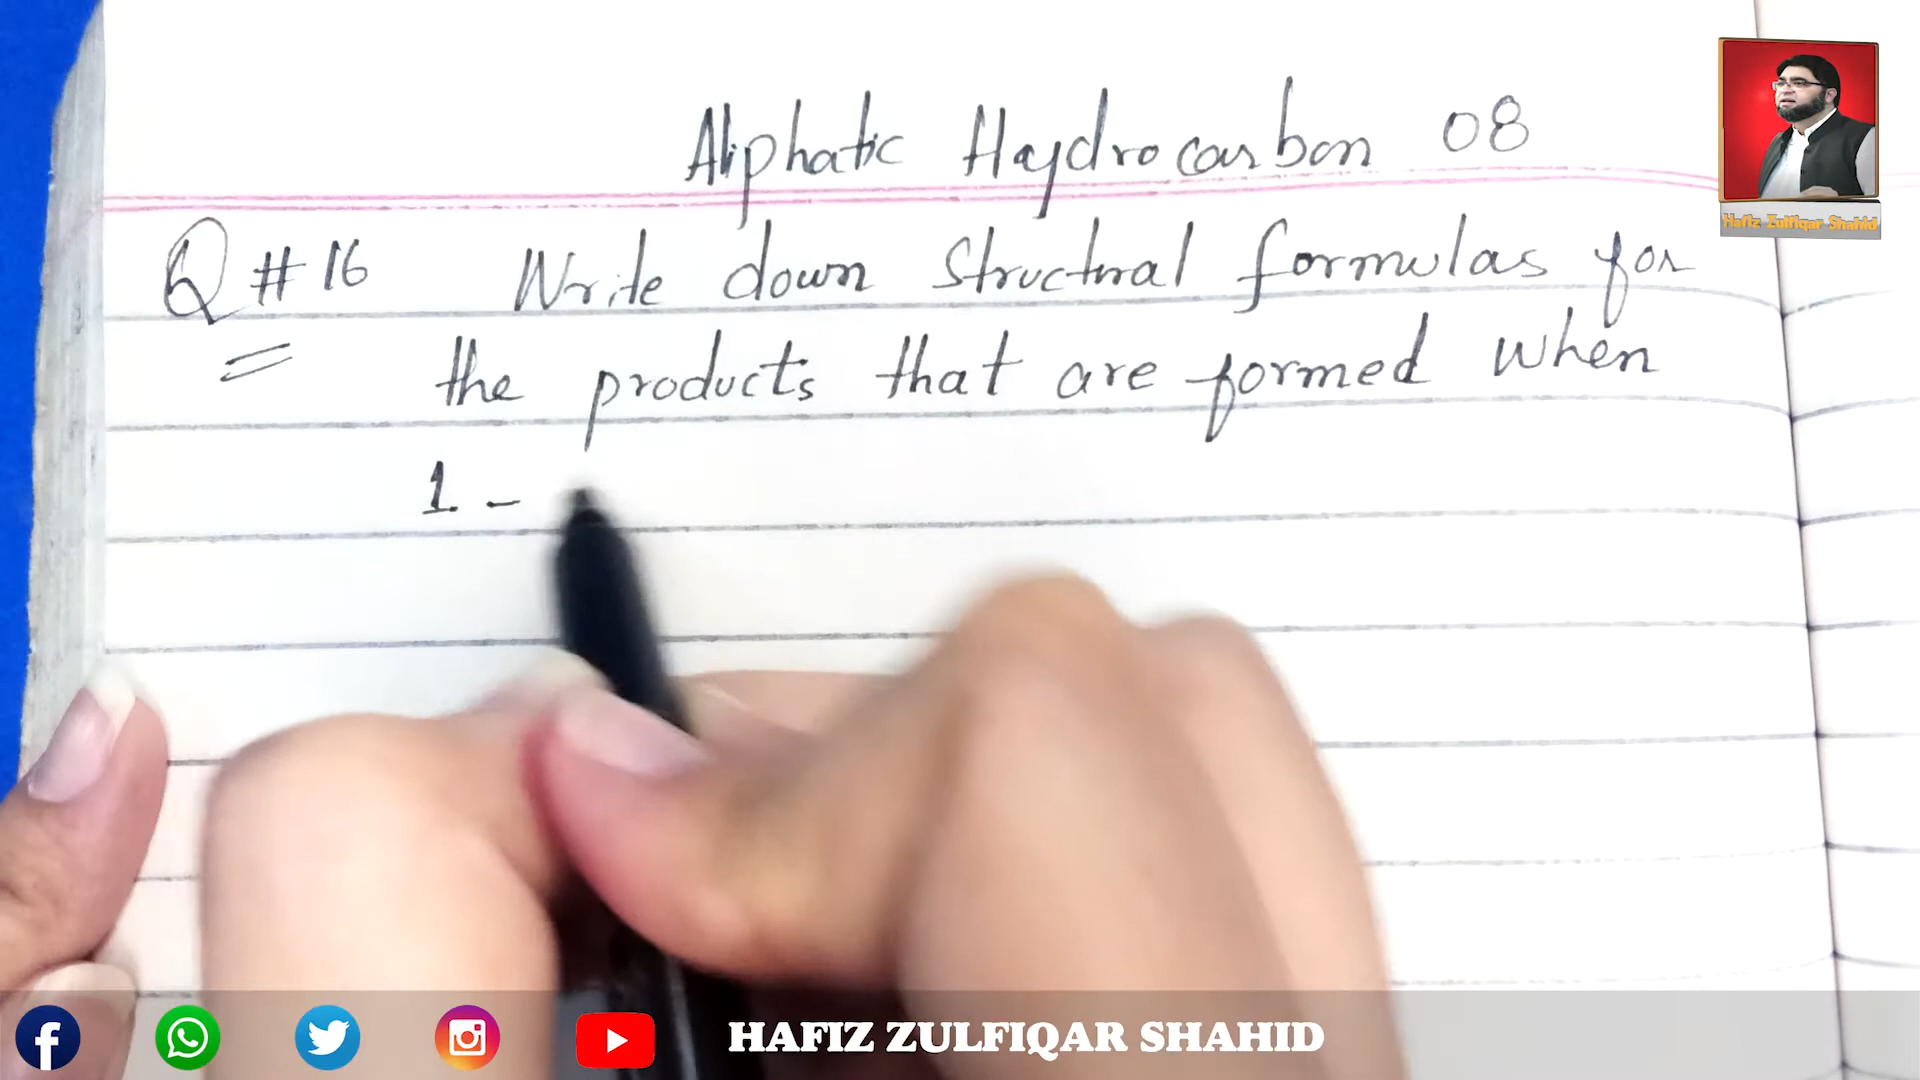 Aliphatic Hydrocarbon 08
Q # 16 Write down Structural formulas for
the products that are formed when
1 -
Hafiz Zulfiqar Shahid
HAFIZ ZULFIQAR SHAHID